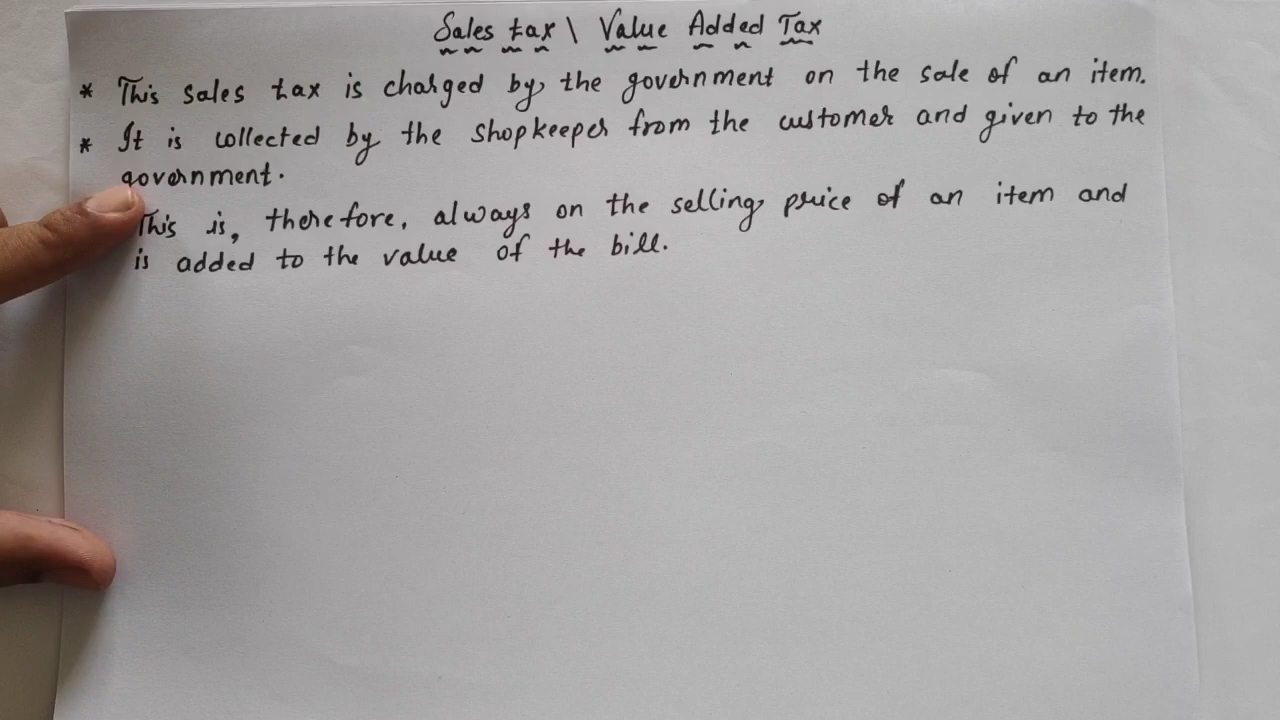 Sales tax \ Value Added Tax
* This sales tax is charged by the government on the sale of an item.
* It is collected by the shopkeeper from the customer and given to the
government.
This is, therefore, always on the selling price of an item and
is added to the value of the bill.